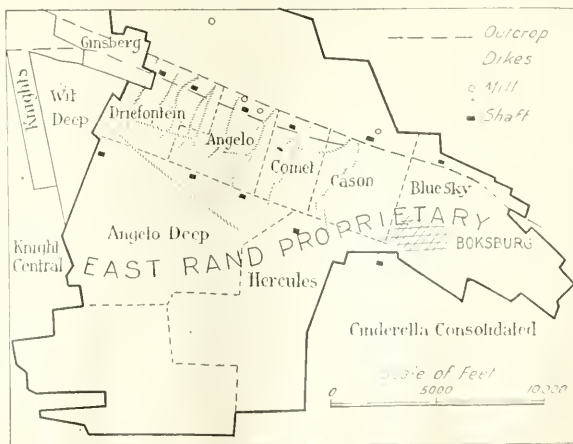 Ginsberg
Outcrop
Dikes
Mill
Shaft
Knights
Wit
Deep
Driefontein
Angelo
Comet
Cason
Blue Sky
Knight
Central
Angelo Deep
EAST RAND PROPRIETARY
BOKSBURG
Hercules
Cinderella Consolidated
Scale of Feet
0 5000 10000